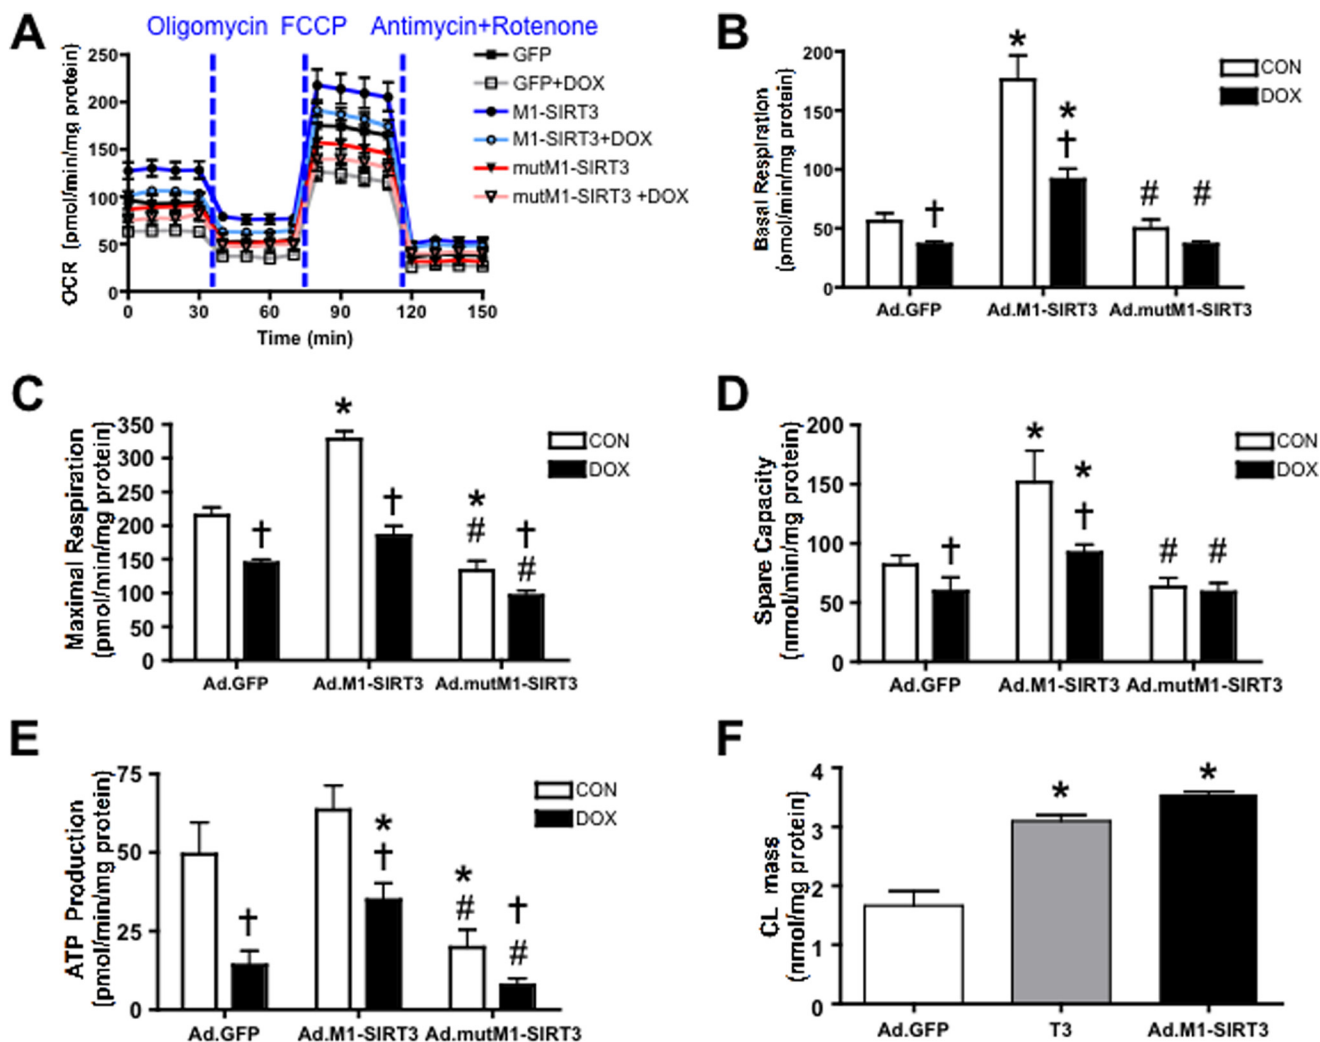 A
Oligomycin FCCP Antimycin+Rotenone
OCR (pmol/min/mg protein)
250
200
150
100
50
0
0 30 60 90 120 150
Time (min)
GFP
GFP+DOX
M1-SIRT3
M1-SIRT3+DOX
mutM1-SIRT3
mutM1-SIRT3 +DOX
B
Basal Respiration
(pmol/min/mg protein)
200
150
100
50
0
†
*
*
†
#
#
CON
DOX
Ad.GFP Ad.M1-SIRT3 Ad.mutM1-SIRT3
C
Maximal Respiration
(pmol/min/mg protein)
350
300
250
200
150
100
50
0
†
*
†
*
#
†
#
CON
DOX
Ad.GFP Ad.M1-SIRT3 Ad.mutM1-SIRT3
D
Spare Capacity
(nmol/min/mg protein)
200
150
100
50
0
†
*
*
†
#
#
CON
DOX
Ad.GFP Ad.M1-SIRT3 Ad.mutM1-SIRT3
E
ATP Production
(pmol/min/mg protein)
75
50
25
0
†
*
†
*
#
†
#
CON
DOX
Ad.GFP Ad.M1-SIRT3 Ad.mutM1-SIRT3
F
CL mass
(nmol/mg protein)
4
3
2
1
0
*
*
Ad.GFP T3 Ad.M1-SIRT3